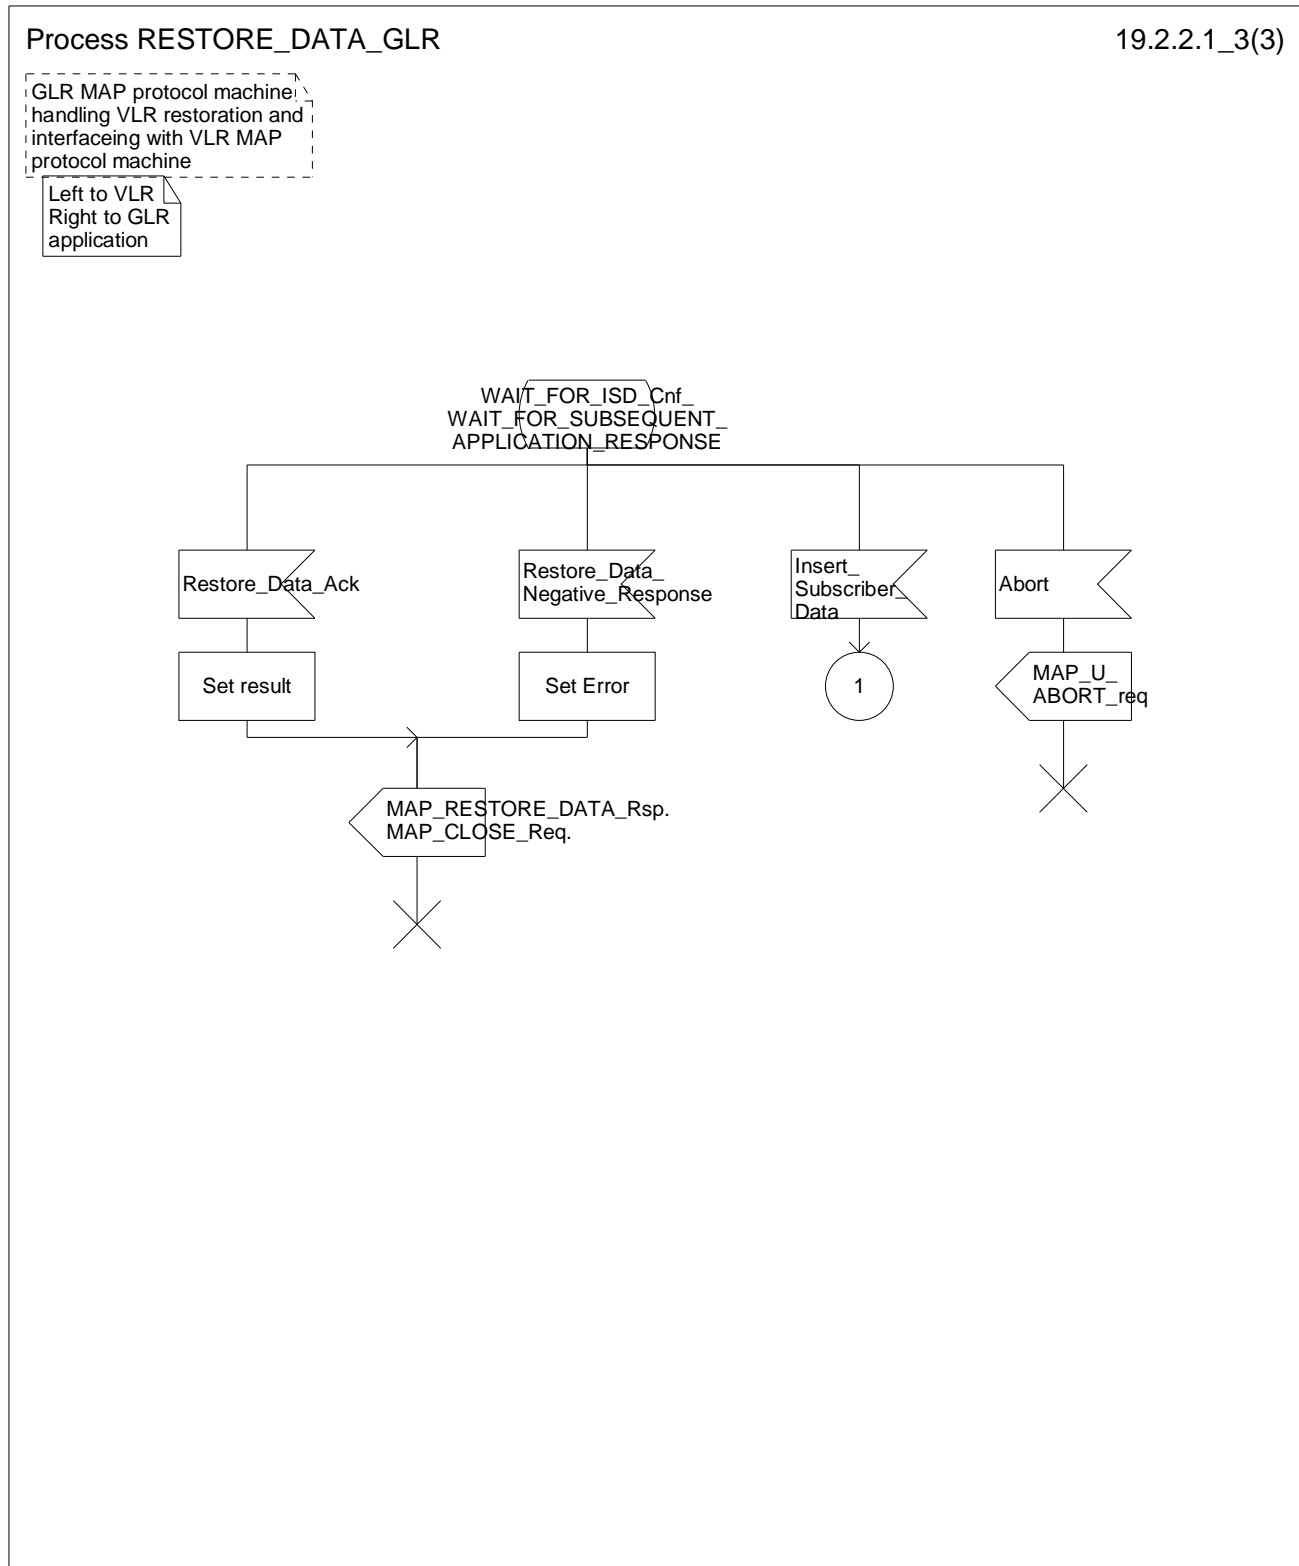 Process RESTORE_DATA_GLR
19.2.2.1_3(3)
GLR MAP protocol machine
handling VLR restoration and
interfaceing with VLR MAP
protocol machine
Left to VLR
Right to GLR
application
WAIT_FOR_ISD_Cnf_
WAIT_FOR_SUBSEQUENT_
APPLICATION_RESPONSE
Restore_Data_Ack
Restore_Data_
Negative_Response
Insert_
Subscriber_
Data
Abort
Set result
Set Error
1
MAP_U_
ABORT_req
MAP_RESTORE_DATA_Rsp.
MAP_CLOSE_Req.